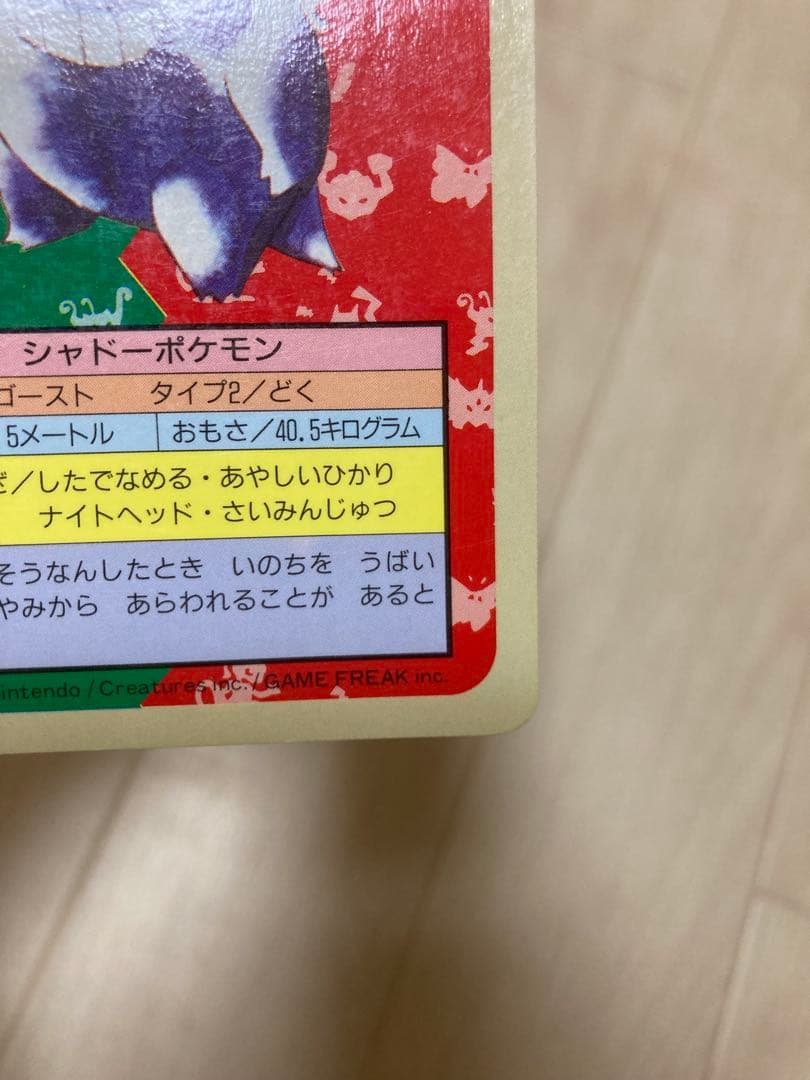 シャドーポケモン
ゴースト タイプ2／どく
5メートル おもさ／40.5キログラム
／したでなめる・あやしいひかり
ナイトヘッド・さいみんじゅつ
そうなんしたとき いのちを うばい
やみから あらわれることが あると
intendo / Creatures inc. / GAME FREAK inc.